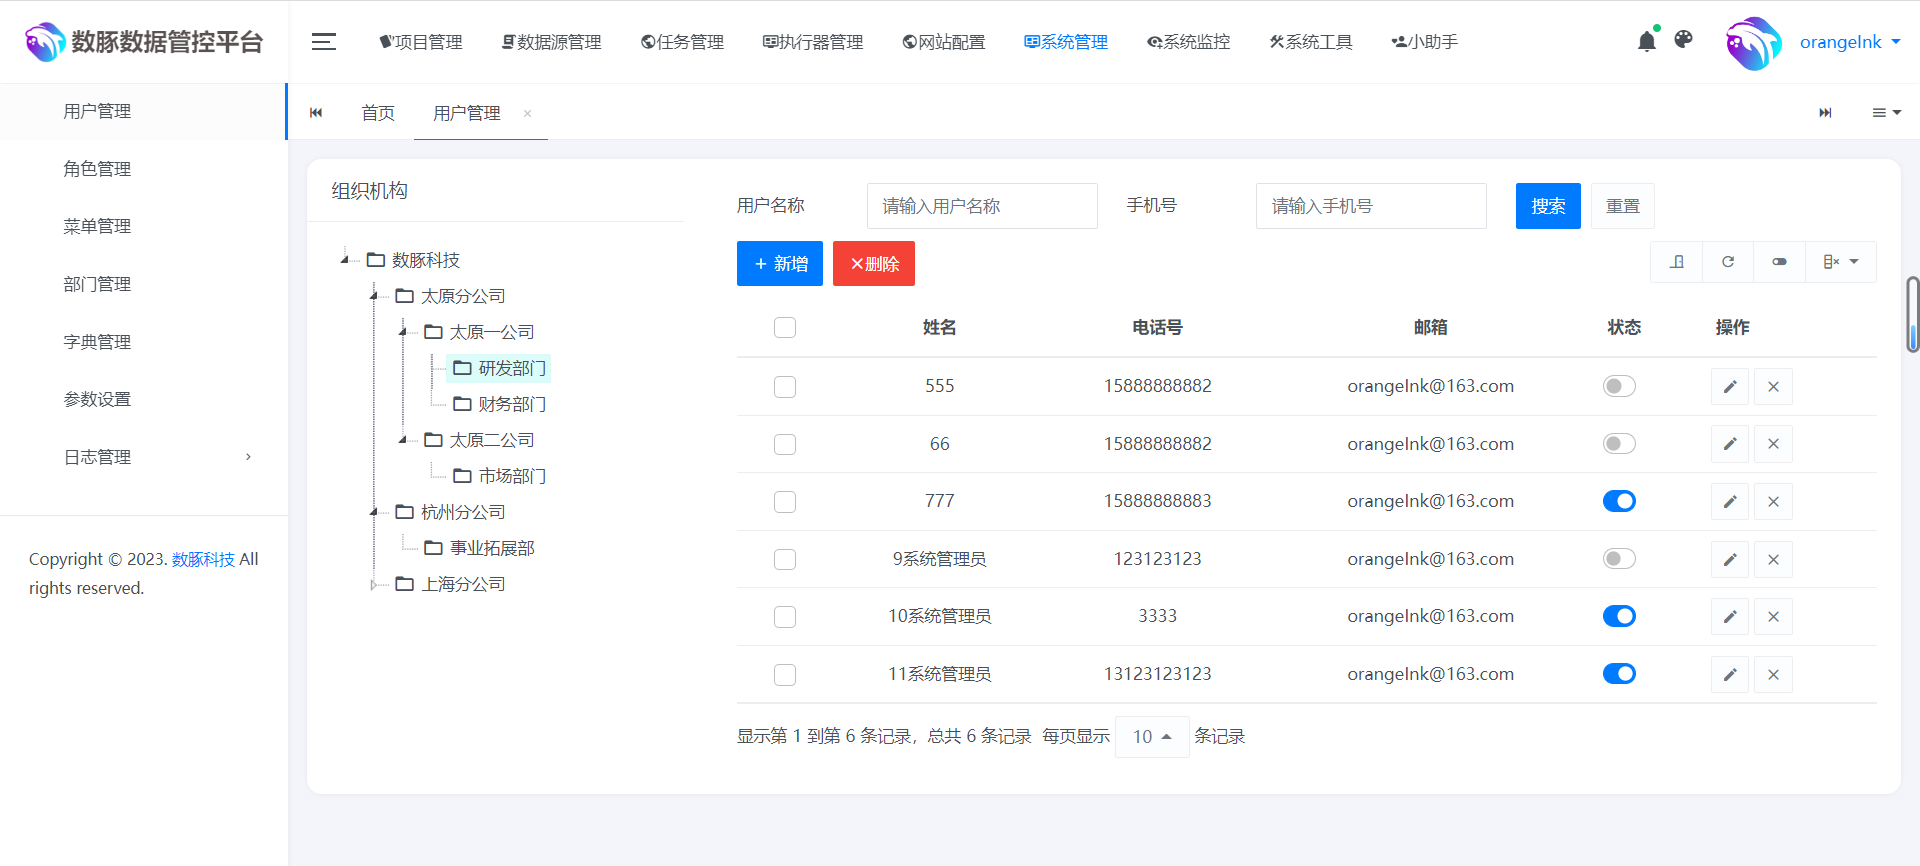 数豚数据管控平台
项目管理 数据源管理 任务管理 执行器管理 网站配置 系统管理 系统监控 系统工具 小助手
orangeInk
用户管理
角色管理
菜单管理
部门管理
字典管理
参数设置
日志管理
Copyright © 2023. 数豚科技 All
rights reserved.
首页 用户管理 ×
组织机构
数豚科技
太原分公司
太原一公司
研发部门
财务部门
太原二公司
市场部门
杭州分公司
事业拓展部
上海分公司
用户名称 请输入用户名称 手机号 请输入手机号 搜索 重置
+ 新增 ×删除
姓名 电话号 邮箱 状态 操作
555 15888888882 orangeInk@163.com
66 15888888882 orangeInk@163.com
777 15888888883 orangeInk@163.com
9系统管理员 123123123 orangeInk@163.com
10系统管理员 3333 orangeInk@163.com
11系统管理员 13123123123 orangeInk@163.com
显示第 1 到第 6 条记录，总共 6 条记录 每页显示 10 条记录